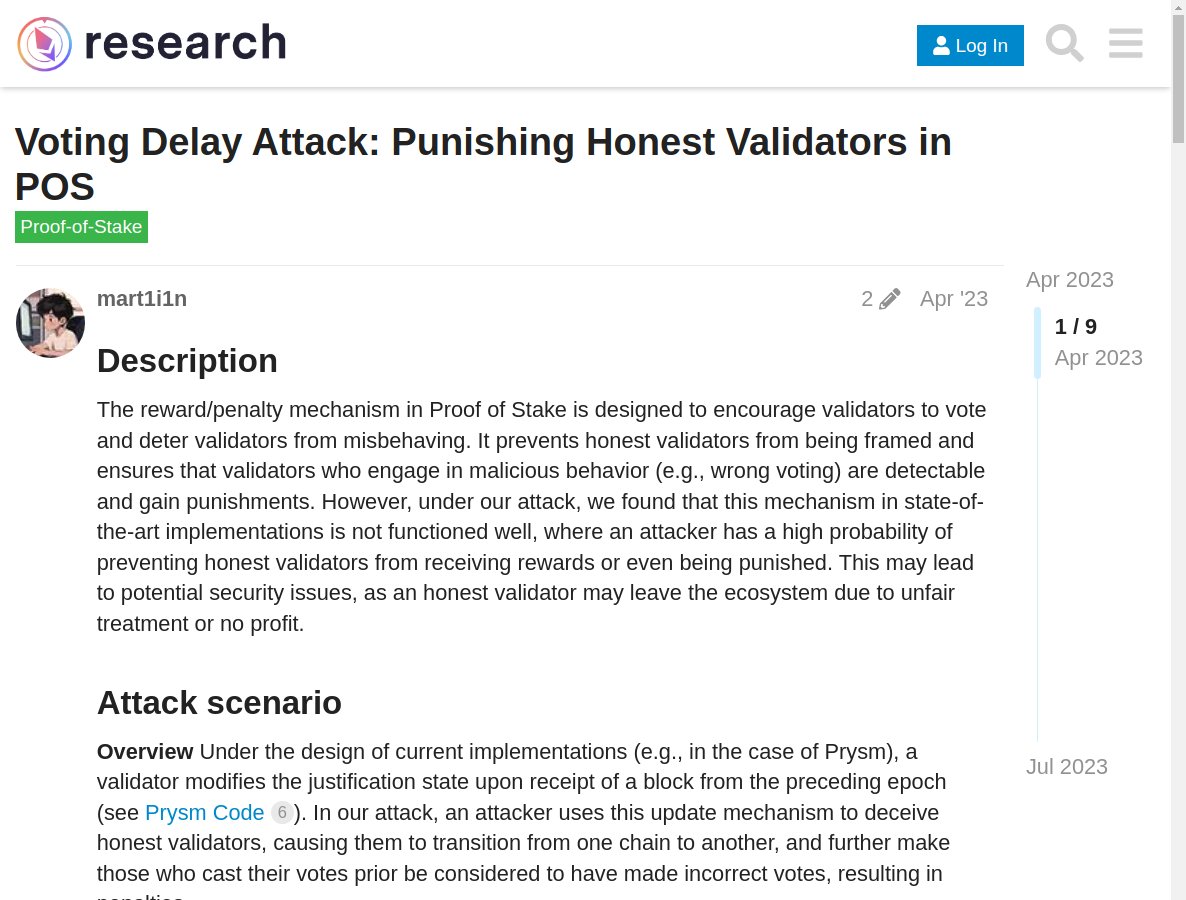 research
Log In
Voting Delay Attack: Punishing Honest Validators in
POS
Proof-of-Stake
mart1i1n
2
Apr '23
Apr 2023
1 / 9
Apr 2023
Description
The reward/penalty mechanism in Proof of Stake is designed to encourage validators to vote
and deter validators from misbehaving. It prevents honest validators from being framed and
ensures that validators who engage in malicious behavior (e.g., wrong voting) are detectable
and gain punishments. However, under our attack, we found that this mechanism in state-of-
the-art implementations is not functioned well, where an attacker has a high probability of
preventing honest validators from receiving rewards or even being punished. This may lead
to potential security issues, as an honest validator may leave the ecosystem due to unfair
treatment or no profit.
Attack scenario
Overview Under the design of current implementations (e.g., in the case of Prysm), a
validator modifies the justification state upon receipt of a block from the preceding epoch
(see Prysm Code 6). In our attack, an attacker uses this update mechanism to deceive
honest validators, causing them to transition from one chain to another, and further make
those who cast their votes prior be considered to have made incorrect votes, resulting in
Jul 2023